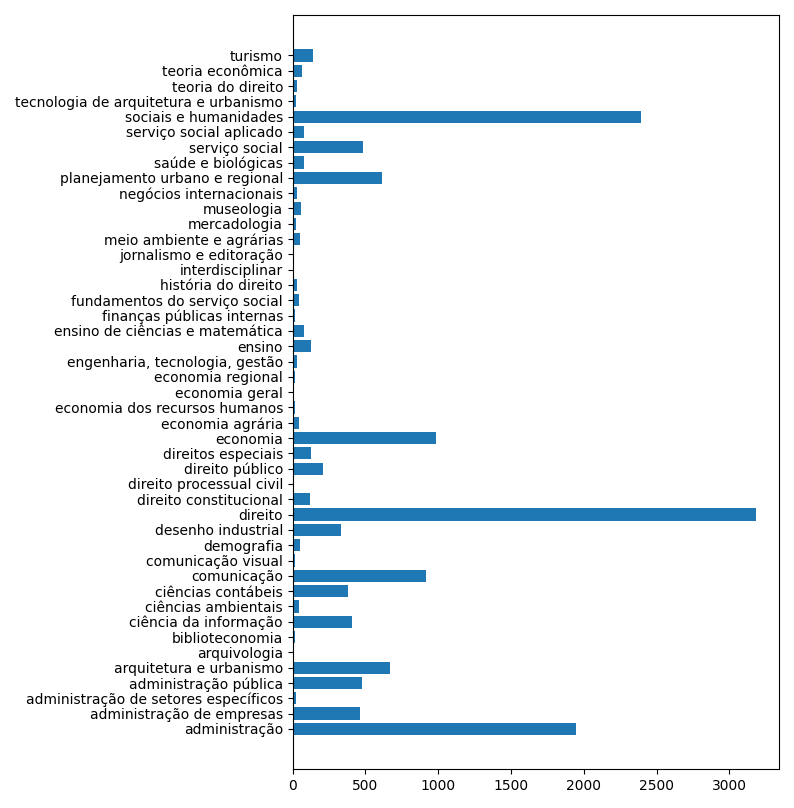 turismo
teoria econômica
teoria do direito
tecnologia de arquitetura e urbanismo
sociais e humanidades
serviço social aplicado
serviço social
saúde e biológicas
planejamento urbano e regional
negócios internacionais
museologia
mercadologia
meio ambiente e agrárias
jornalismo e editoração
interdisciplinar
história do direito
fundamentos do serviço social
finanças públicas internas
ensino de ciências e matemática
ensino
engenharia, tecnologia, gestão
economia regional
economia geral
economia dos recursos humanos
economia agrária
economia
direitos especiais
direito público
direito processual civil
direito constitucional
direito
desenho industrial
demografia
comunicação visual
comunicação
ciências contábeis
ciências ambientais
ciência da informação
biblioteconomia
arquivologia
arquitetura e urbanismo
administração pública
administração de setores específicos
administração de empresas
administração
0 500 1000 1500 2000 2500 3000